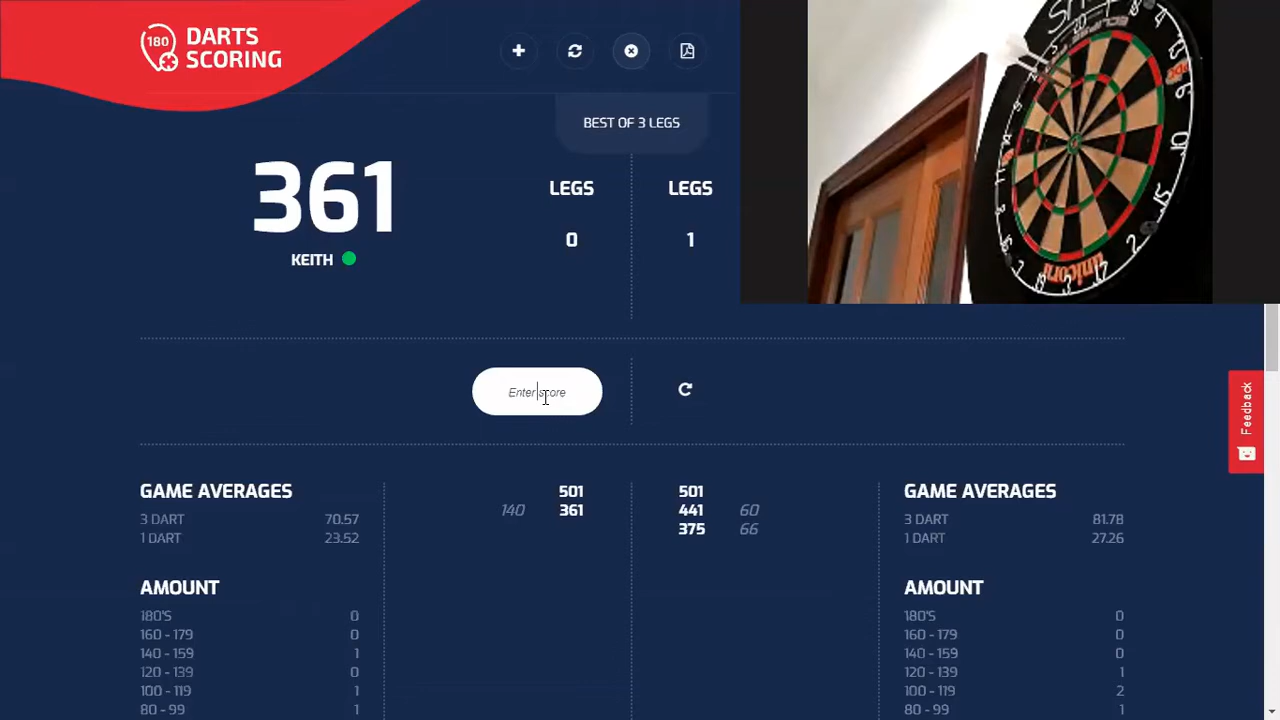 180 DARTS
SCORING
BEST OF 3 LEGS
361
KEITH
LEGS
0
LEGS
1
unicorn
Enter score
Feedback
GAME AVERAGES
3 DART 70.57
1 DART 23.52
AMOUNT
180'S 0
160 - 179 0
140 - 159 1
120 - 139 0
100 - 119 1
80 - 99 1
501
140 361
501
441 60
375 66
GAME AVERAGES
3 DART 81.78
1 DART 27.26
AMOUNT
180'S 0
160 - 179 0
140 - 159 0
120 - 139 1
100 - 119 2
80 - 99 1